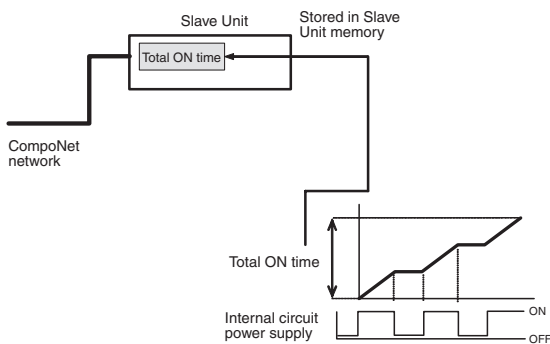 Slave Unit
Stored in Slave
Unit memory
Total ON time
CompoNet
network
Total ON time
Internal circuit
power supply
ON
OFF